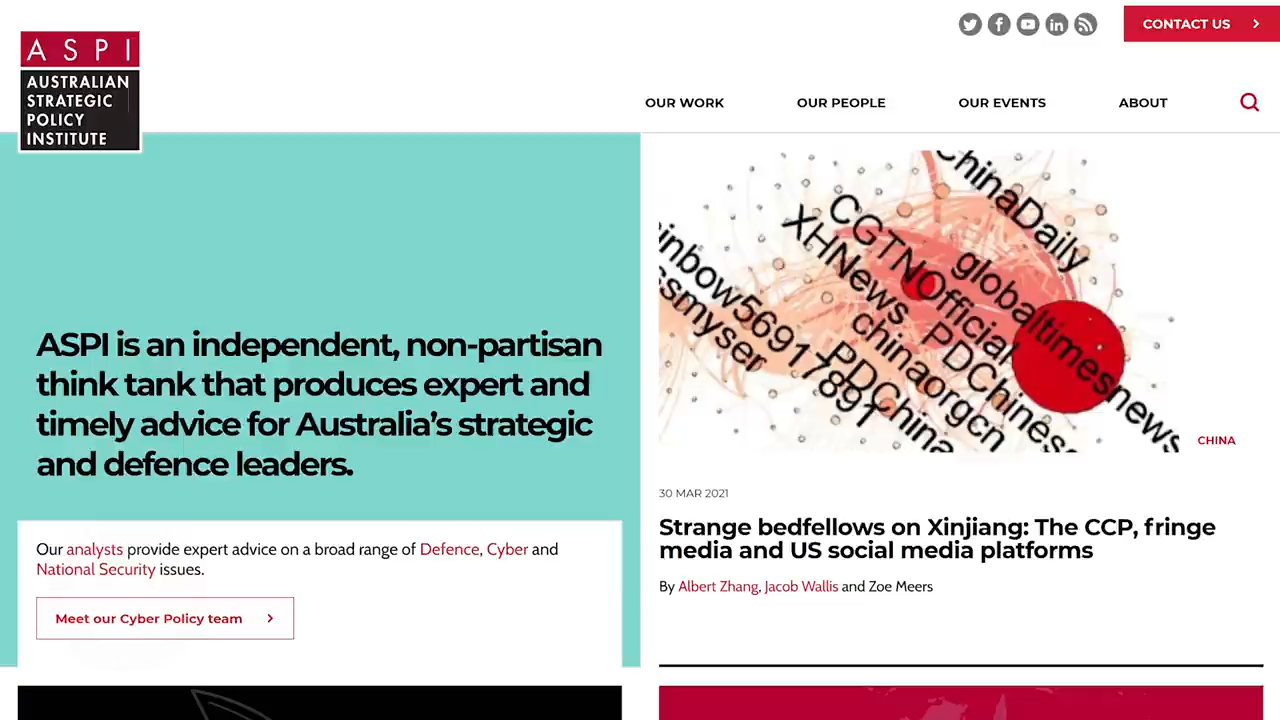 CONTACT US
ASPI
AUSTRALIAN
STRATEGIC
POLICY
INSTITUTE
OUR WORK
OUR PEOPLE
OUR EVENTS
ABOUT
ASPI is an independent, non-partisan
think tank that produces expert and
timely advice for Australia’s strategic
and defence leaders.
Our analysts provide expert advice on a broad range of Defence, Cyber and
National Security issues.
Meet our Cyber Policy team
ChinaDaily
CGTNOfficial
XHNews
globaltimesnews
inbow56917891
smyser
PDChinese
chinaorgcn
PDChina
CHINA
30 MAR 2021
Strange bedfellows on Xinjiang: The CCP, fringe
media and US social media platforms
By Albert Zhang, Jacob Wallis and Zoe Meers